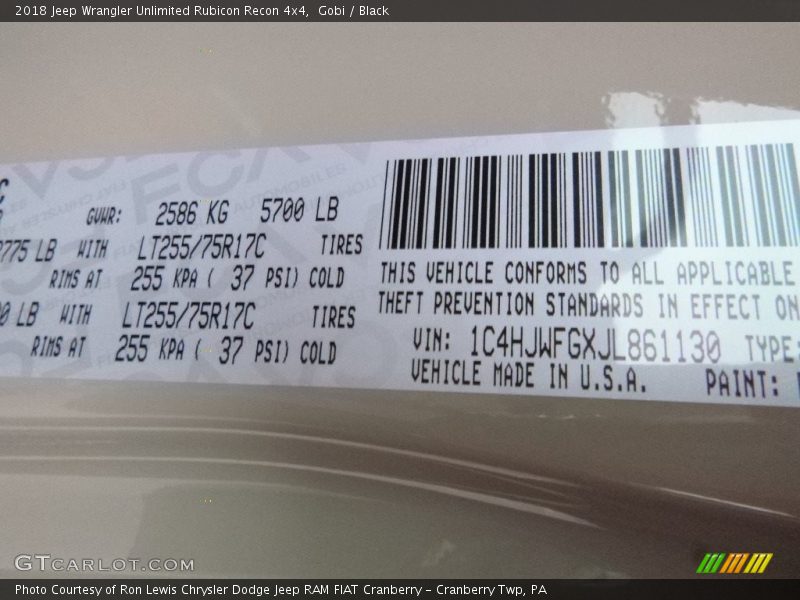 2018 Jeep Wrangler Unlimited Rubicon Recon 4x4,  Gobi / Black
GVWR: 2586 KG 5700 LB
775 LB WITH LT255/75R17C TIRES
RIMS AT 255 KPA ( 37 PSI) COLD
0 LB WITH LT255/75R17C TIRES
RIMS AT 255 KPA ( 37 PSI) COLD
THIS VEHICLE CONFORMS TO ALL APPLICABLE
THEFT PREVENTION STANDARDS IN EFFECT ON
VIN: 1C4HJWFGXJL861130 TYPE:
VEHICLE MADE IN U.S.A. PAINT:
GTCARLOT.COM
Photo Courtesy of Ron Lewis Chrysler Dodge Jeep RAM FIAT Cranberry – Cranberry Twp, PA